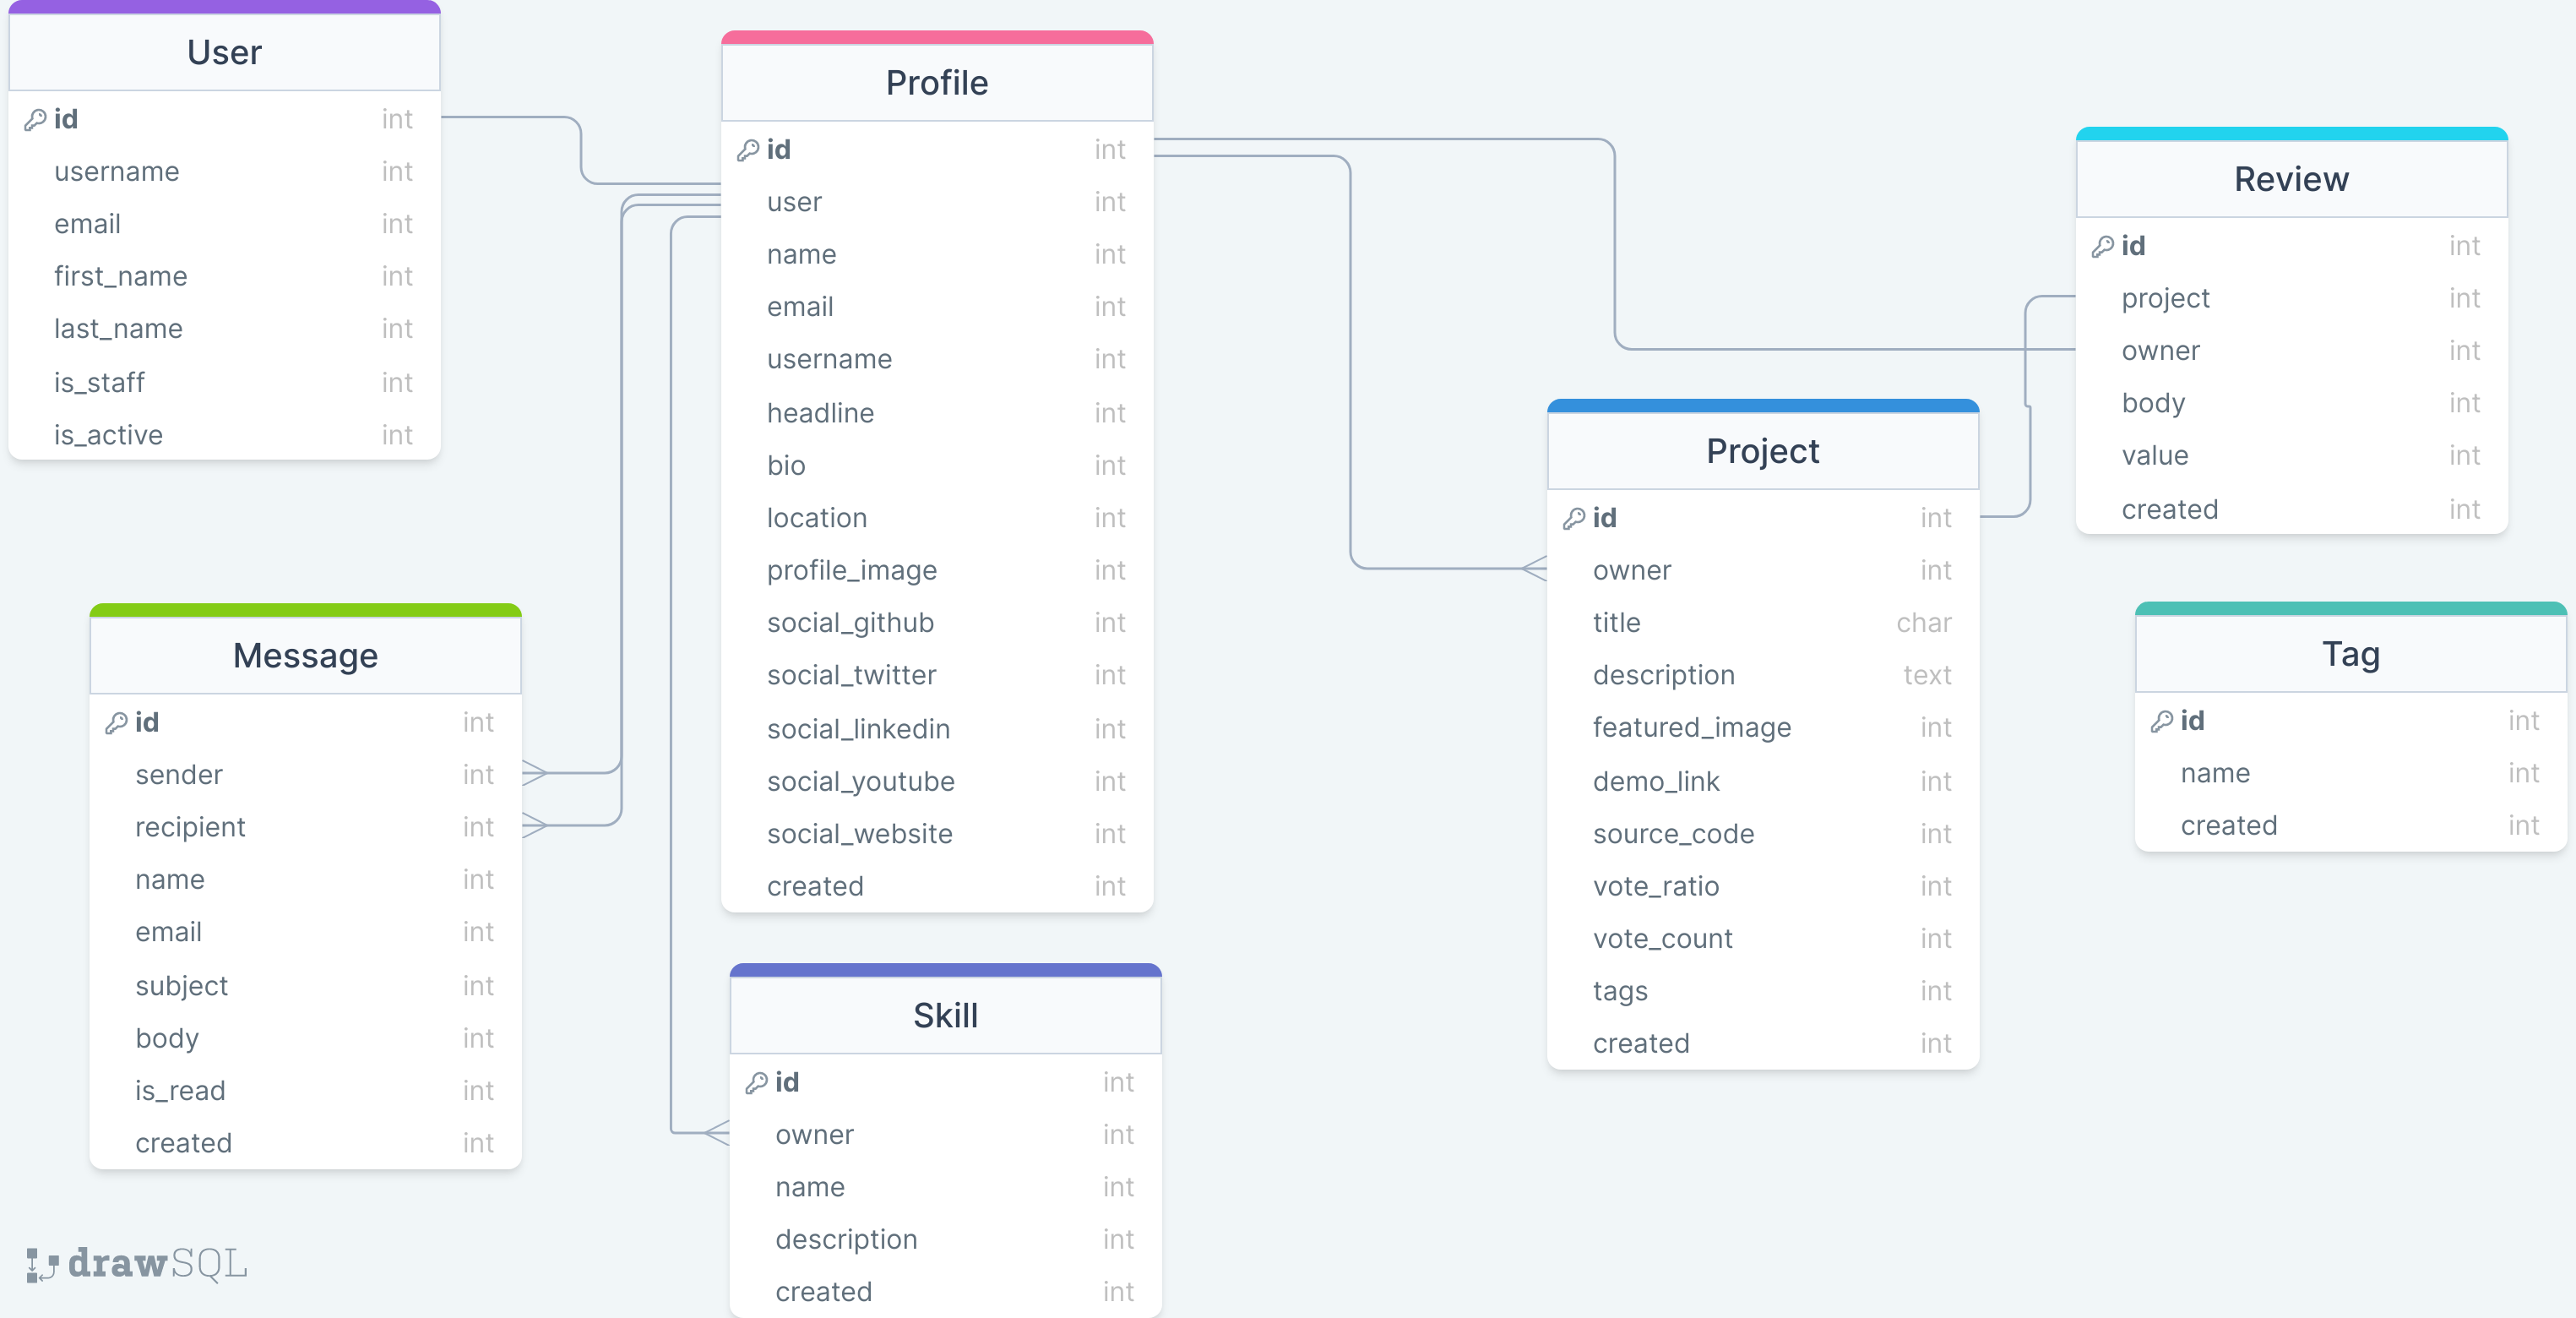 User
id int
username int
email int
first_name int
last_name int
is_staff int
is_active int
Profile
id int
user int
name int
email int
username int
headline int
bio int
location int
profile_image int
social_github int
social_twitter int
social_linkedin int
social_youtube int
social_website int
created int
Review
id int
project int
owner int
body int
value int
created int
Project
id int
owner int
title char
description text
featured_image int
demo_link int
source_code int
vote_ratio int
vote_count int
tags int
created int
Tag
id int
name int
created int
Message
id int
sender int
recipient int
name int
email int
subject int
body int
is_read int
created int
Skill
id int
owner int
name int
description int
created int
drawSQL